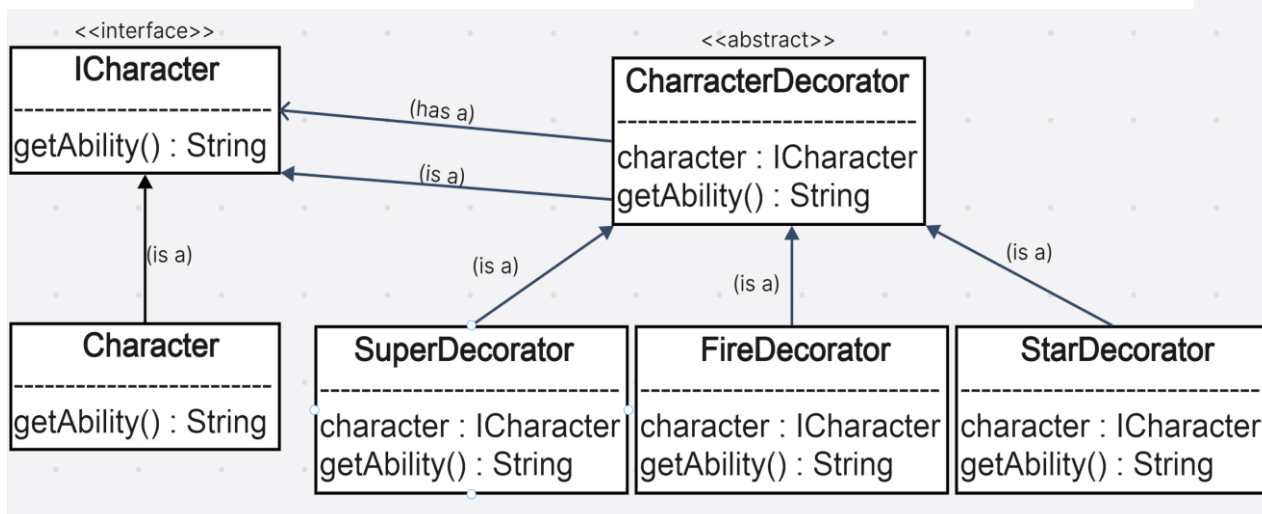 <<interface>>
ICharacter
---------------------------
getAbility() : String
<<abstract>>
CharracterDecorator
-------------------------------
character : ICharacter
getAbility() : String
(has a)
(is a)
(is a)
(is a)
(is a)
(is a)
Character
---------------------------
getAbility() : String
SuperDecorator
-------------------------------
character : ICharacter
getAbility() : String
FireDecorator
-------------------------------
character : ICharacter
getAbility() : String
StarDecorator
-------------------------------
character : ICharacter
getAbility() : String